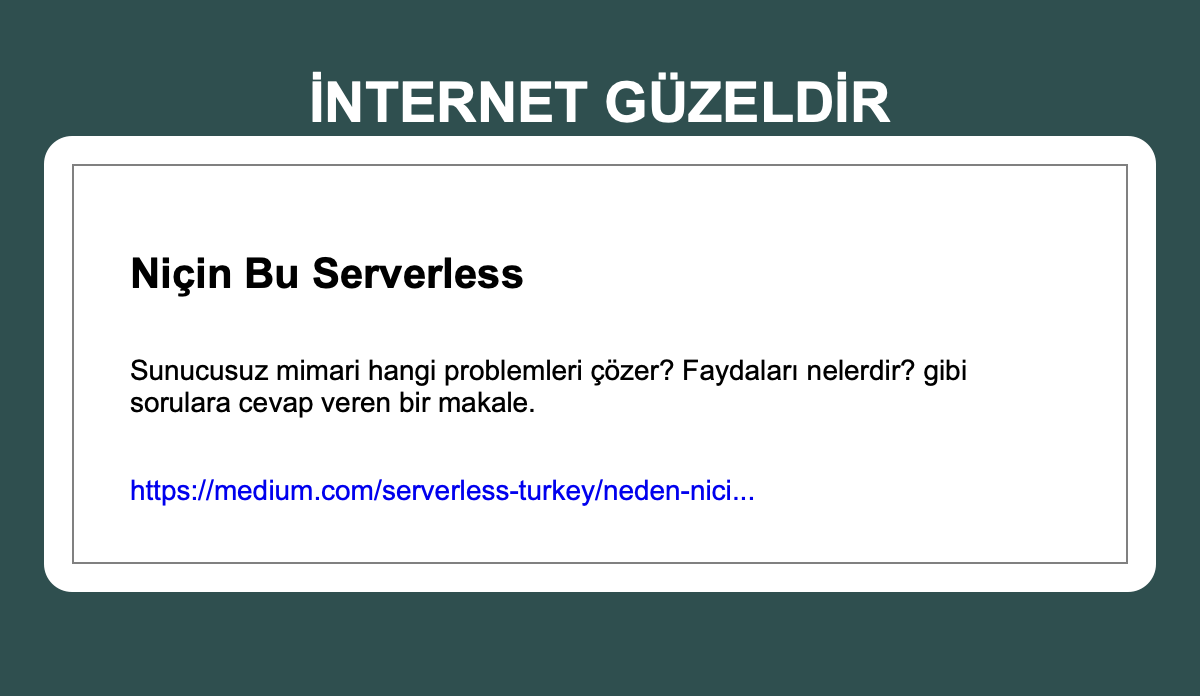 İNTERNET GÜZELDİR
Niçin Bu Serverless
Sunucusuz mimari hangi problemleri çözer? Faydaları nelerdir? gibi
sorulara cevap veren bir makale.
https://medium.com/serverless-turkey/neden-nici...